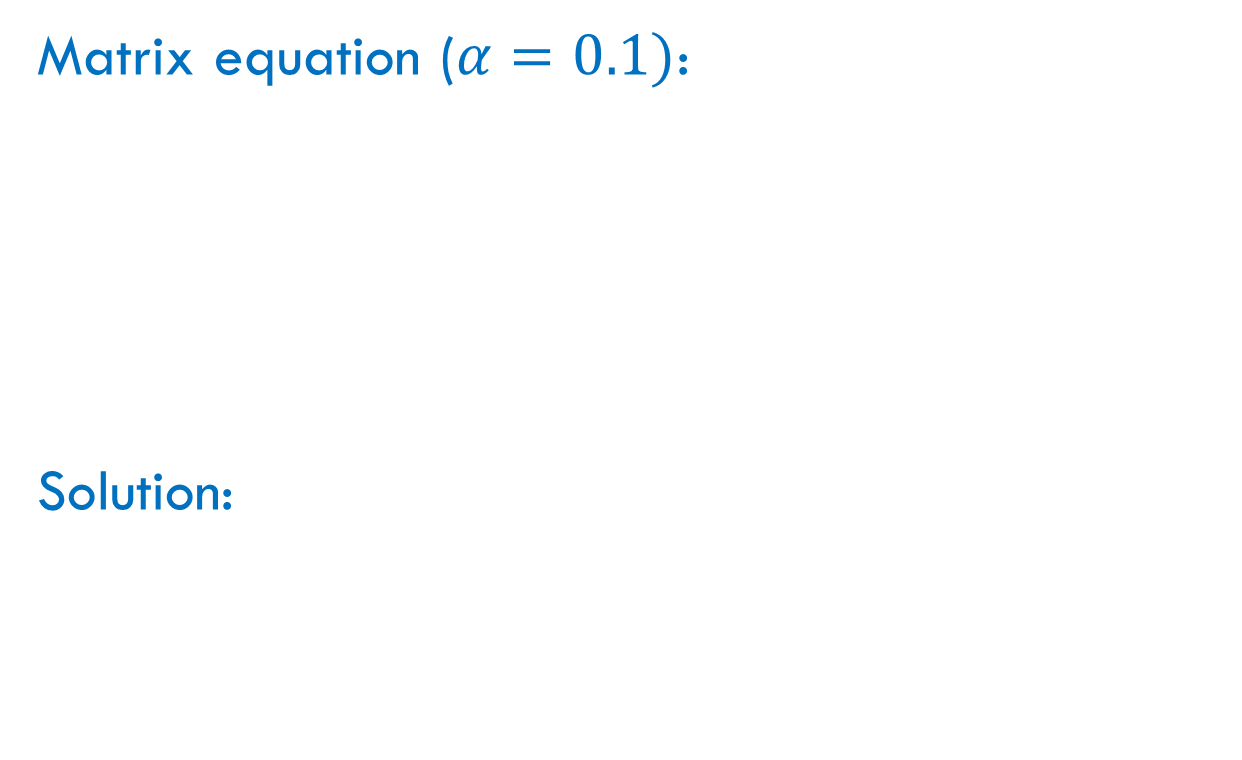 Matrix equation (𝛼 = 0.1):
Solution: